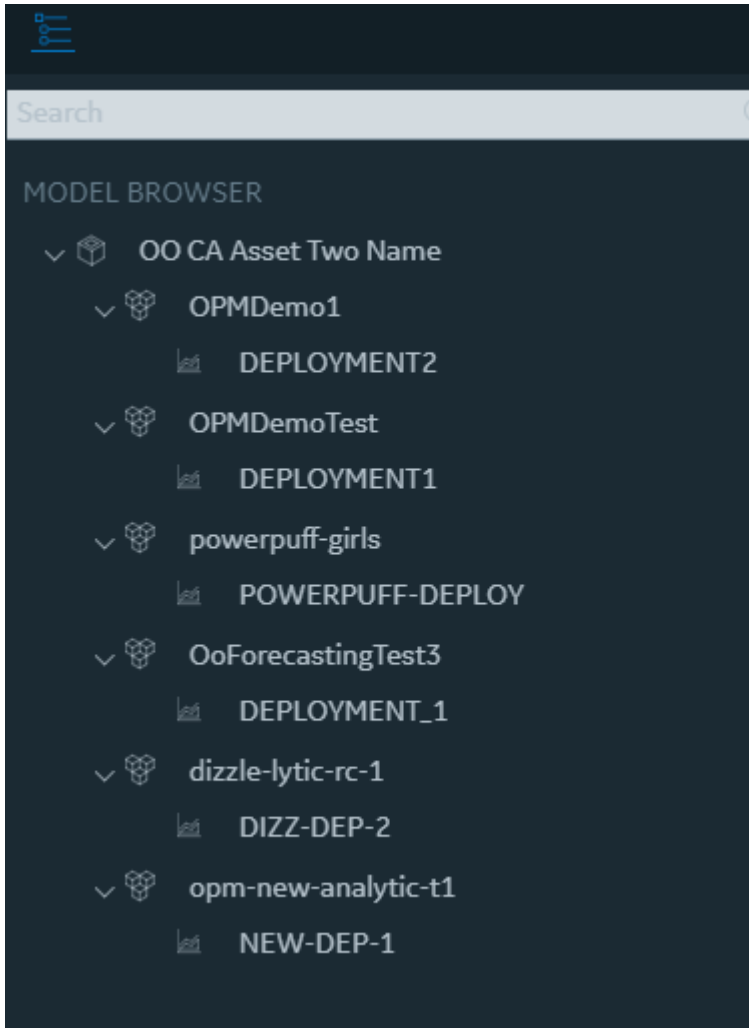 Search
MODEL BROWSER
OO CA Asset Two Name
OPMDemo1
DEPLOYMENT2
OPMDemoTest
DEPLOYMENT1
powerpuff-girls
POWERPUFF-DEPLOY
OoForecastingTest3
DEPLOYMENT_1
dizzle-lytic-rc-1
DIZZ-DEP-2
opm-new-analytic-t1
NEW-DEP-1